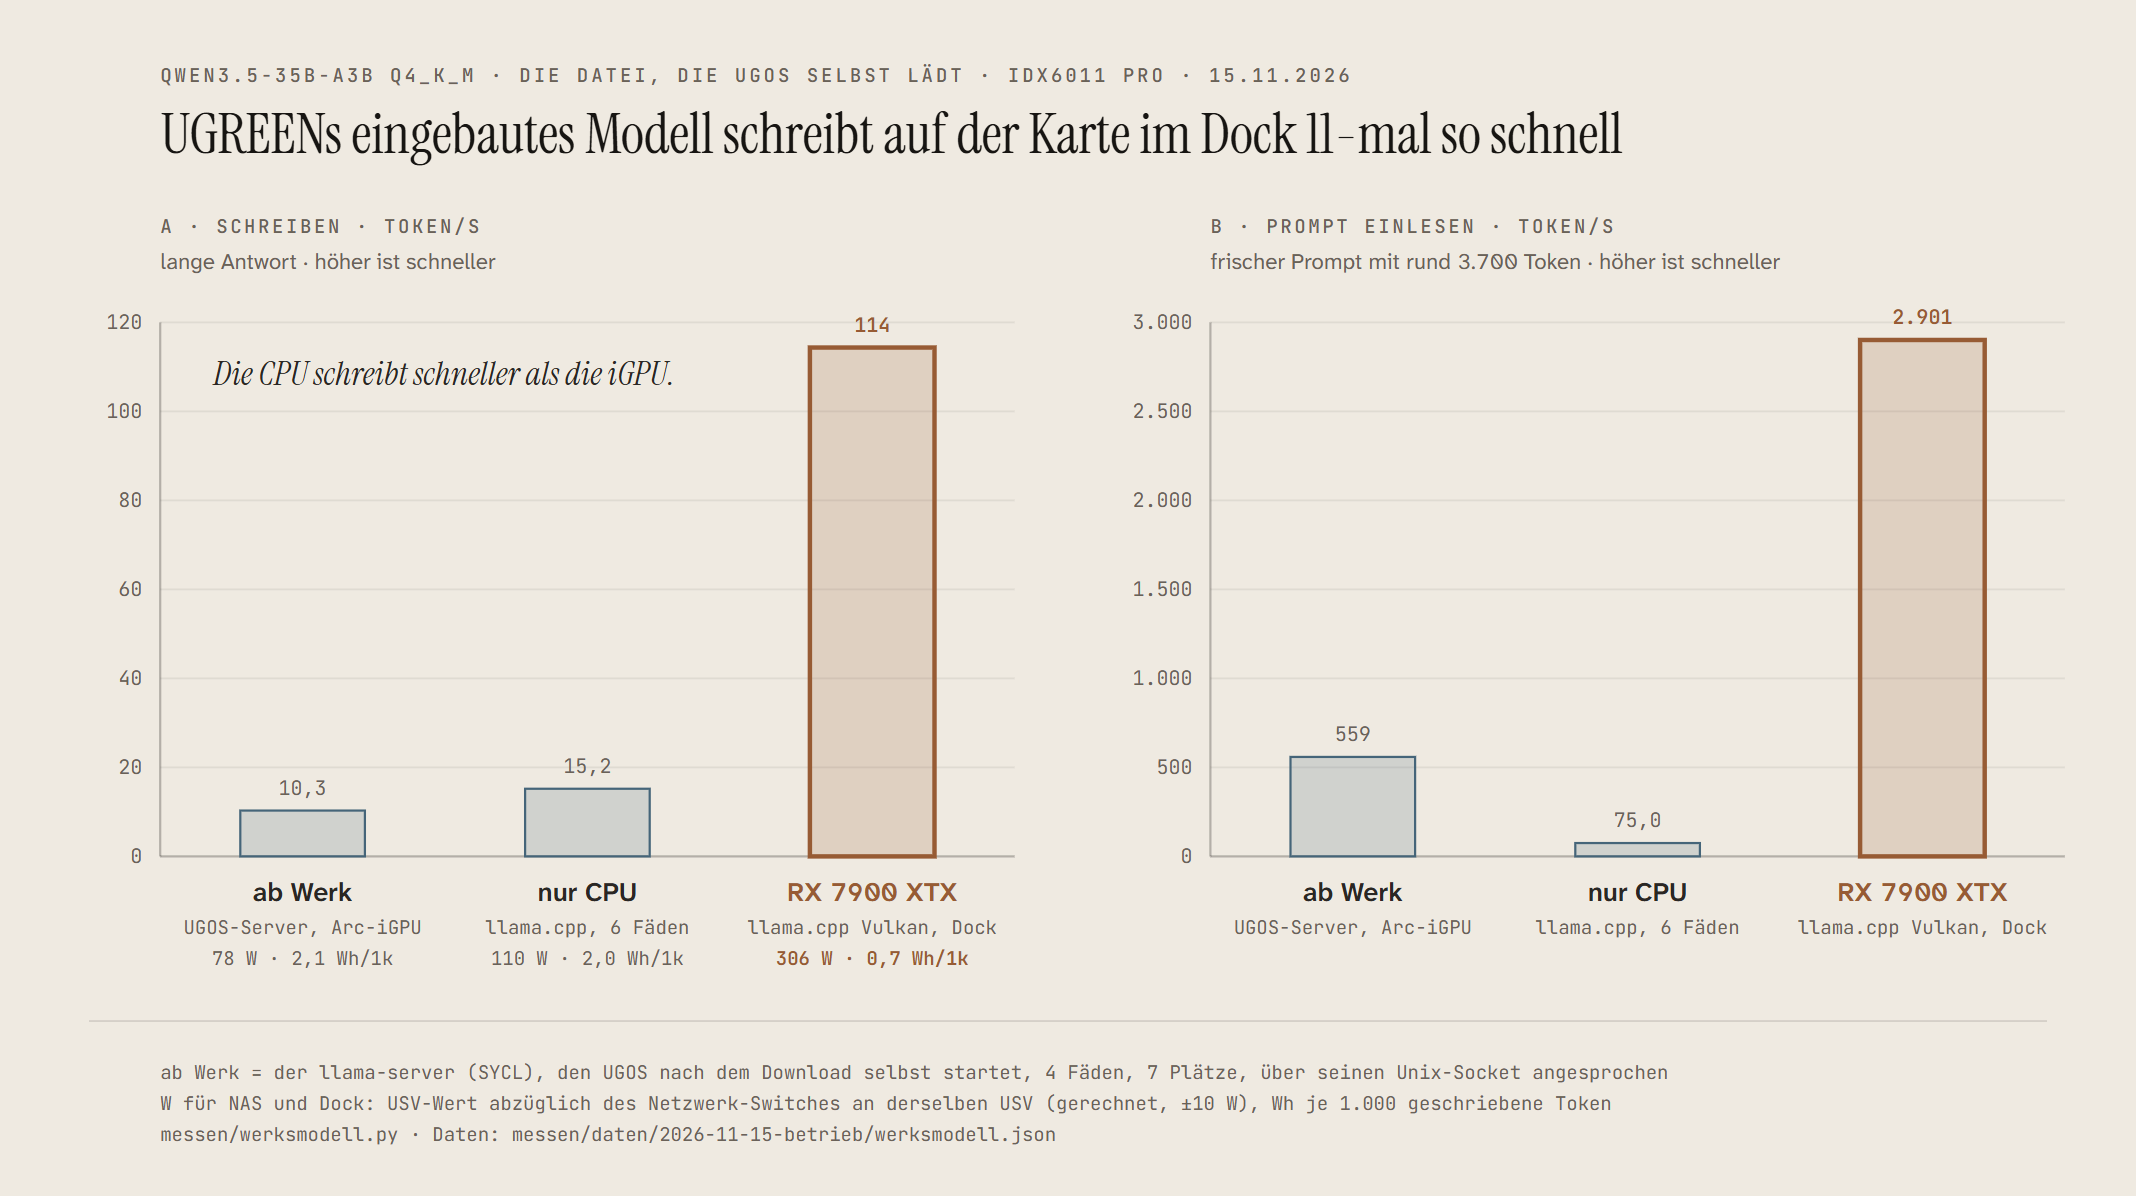 QWEN3.5-35B-A3B Q4_K_M · DIE DATEI, DIE UGOS SELBST LÄDT · IDX6011 PRO · 15.11.2026
UGREENs eingebautes Modell schreibt auf der Karte im Dock 11-mal so schnell
A · SCHREIBEN · TOKEN/S
lange Antwort · höher ist schneller
120
100
80
60
40
20
0
Die CPU schreibt schneller als die iGPU.
10,3
15,2
114
ab Werk
nur CPU
RX 7900 XTX
UGOS-Server, Arc-iGPU
llama.cpp, 6 Fäden
llama.cpp Vulkan, Dock
78 W · 2,1 Wh/1k
110 W · 2,0 Wh/1k
306 W · 0,7 Wh/1k
B · PROMPT EINLESEN · TOKEN/S
frischer Prompt mit rund 3.700 Token · höher ist schneller
3.000
2.500
2.000
1.500
1.000
500
0
559
75,0
2.901
ab Werk
nur CPU
RX 7900 XTX
UGOS-Server, Arc-iGPU
llama.cpp, 6 Fäden
llama.cpp Vulkan, Dock
ab Werk = der llama-server (SYCL), den UGOS nach dem Download selbst startet, 4 Fäden, 7 Plätze, über seinen Unix-Socket angesprochen
W für NAS und Dock: USV-Wert abzüglich des Netzwerk-Switches an derselben USV (gerechnet, ±10 W), Wh je 1.000 geschriebene Token
messen/werksmodell.py · Daten: messen/daten/2026-11-15-betrieb/werksmodell.json